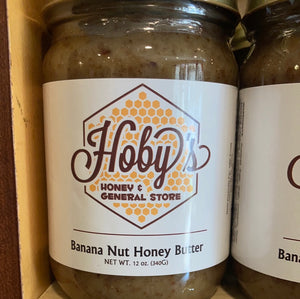 Hoby's
HONEY &
GENERAL STORE
Banana Nut Honey Butter
NET WT. 12 oz. (340G)